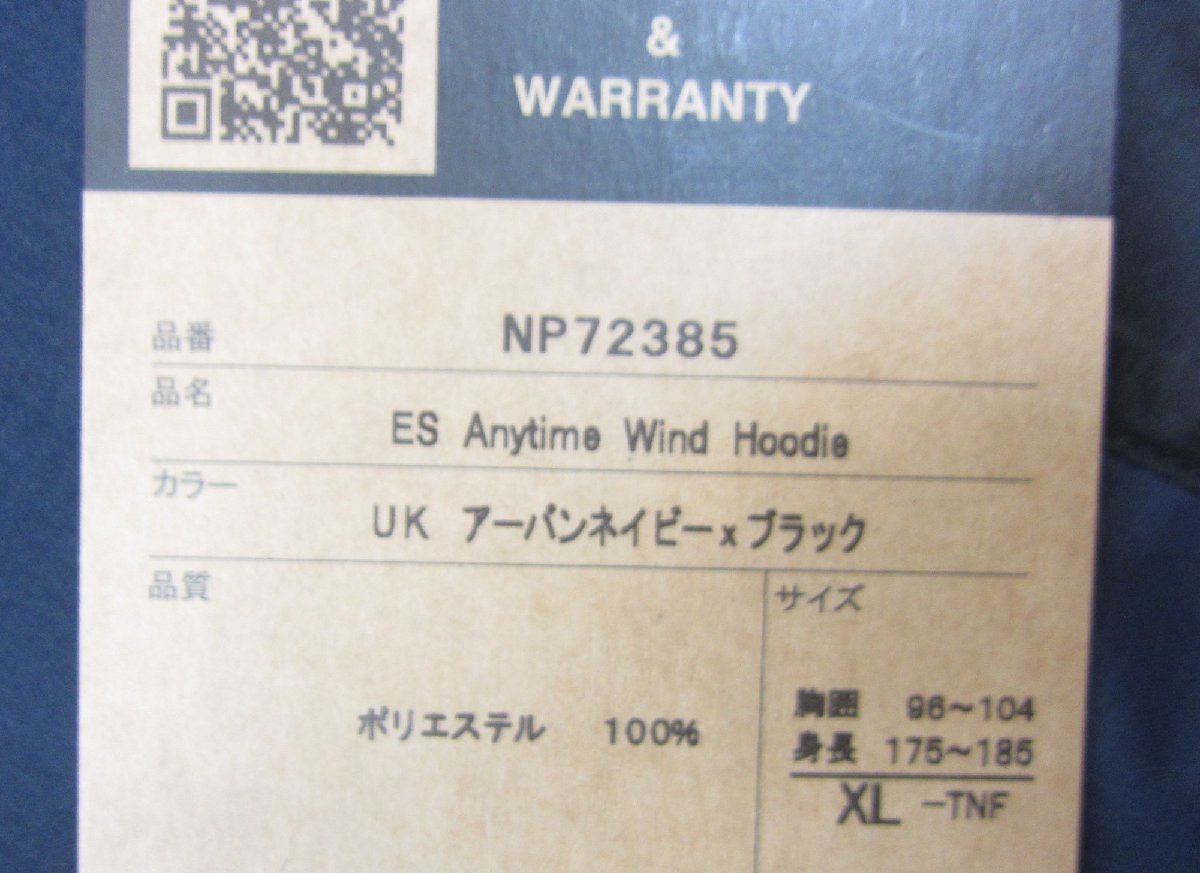 &
WARRANTY
品番 NP72385
品名
ES Anytime Wind Hoodie
カラー
UK アーバンネイビー×ブラック
品質
サイズ
ポリエステル 100%
胸囲 96～104
身長 175～185
XL -TNF